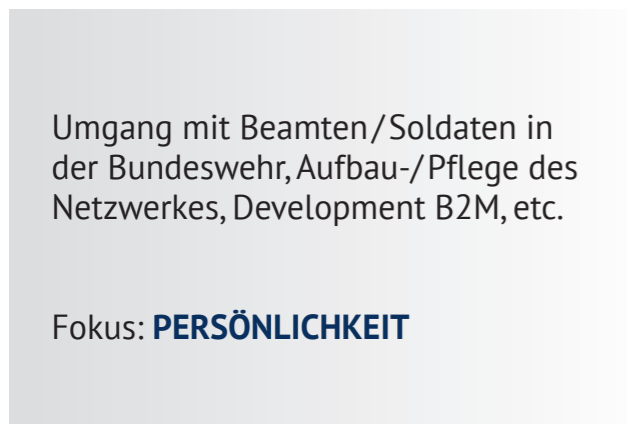 Umgang mit Beamten/Soldaten in
der Bundeswehr, Aufbau-/Pflege des
Netzwerkes, Development B2M, etc.
Fokus: PERSÖNLICHKEIT